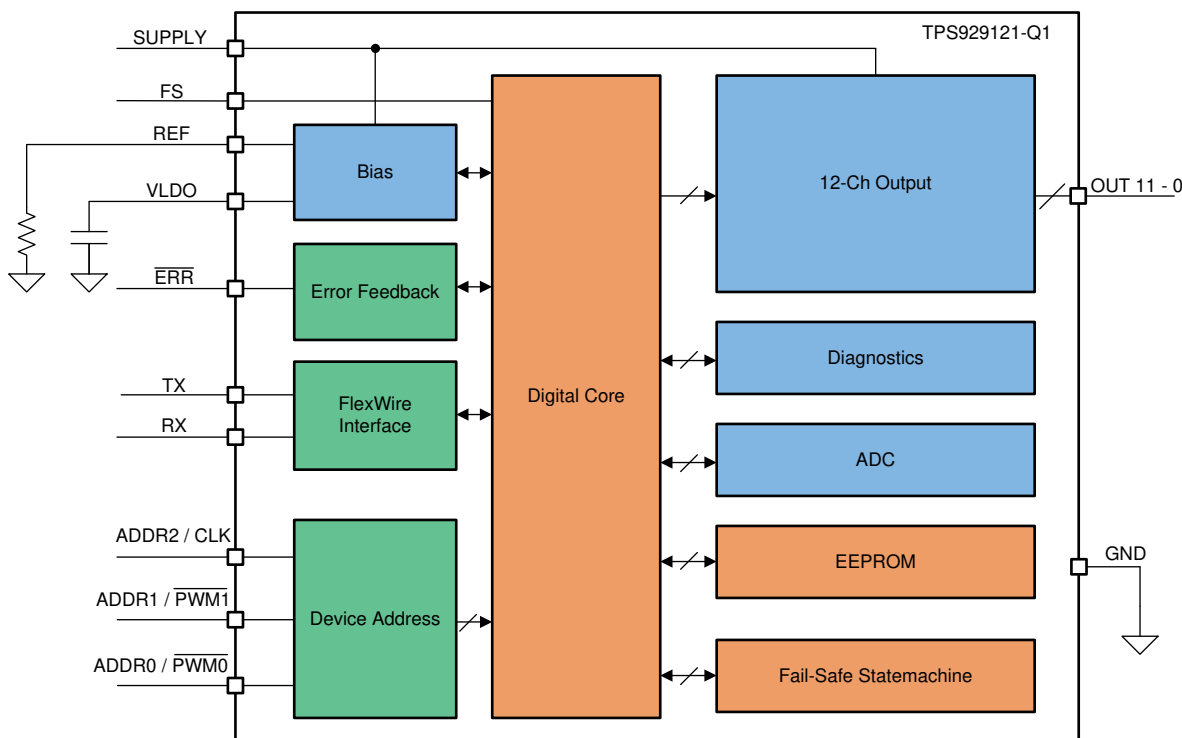 TPS929121-Q1
SUPPLY
FS
REF
VLDO
ERR
TX
RX
ADDR2 / CLK
ADDR1 / PWM1
ADDR0 / PWM0
Bias
Error Feedback
FlexWire
Interface
Device Address
Digital Core
12-Ch Output
Diagnostics
ADC
EEPROM
Fail-Safe Statemachine
OUT 11 - 0
GND